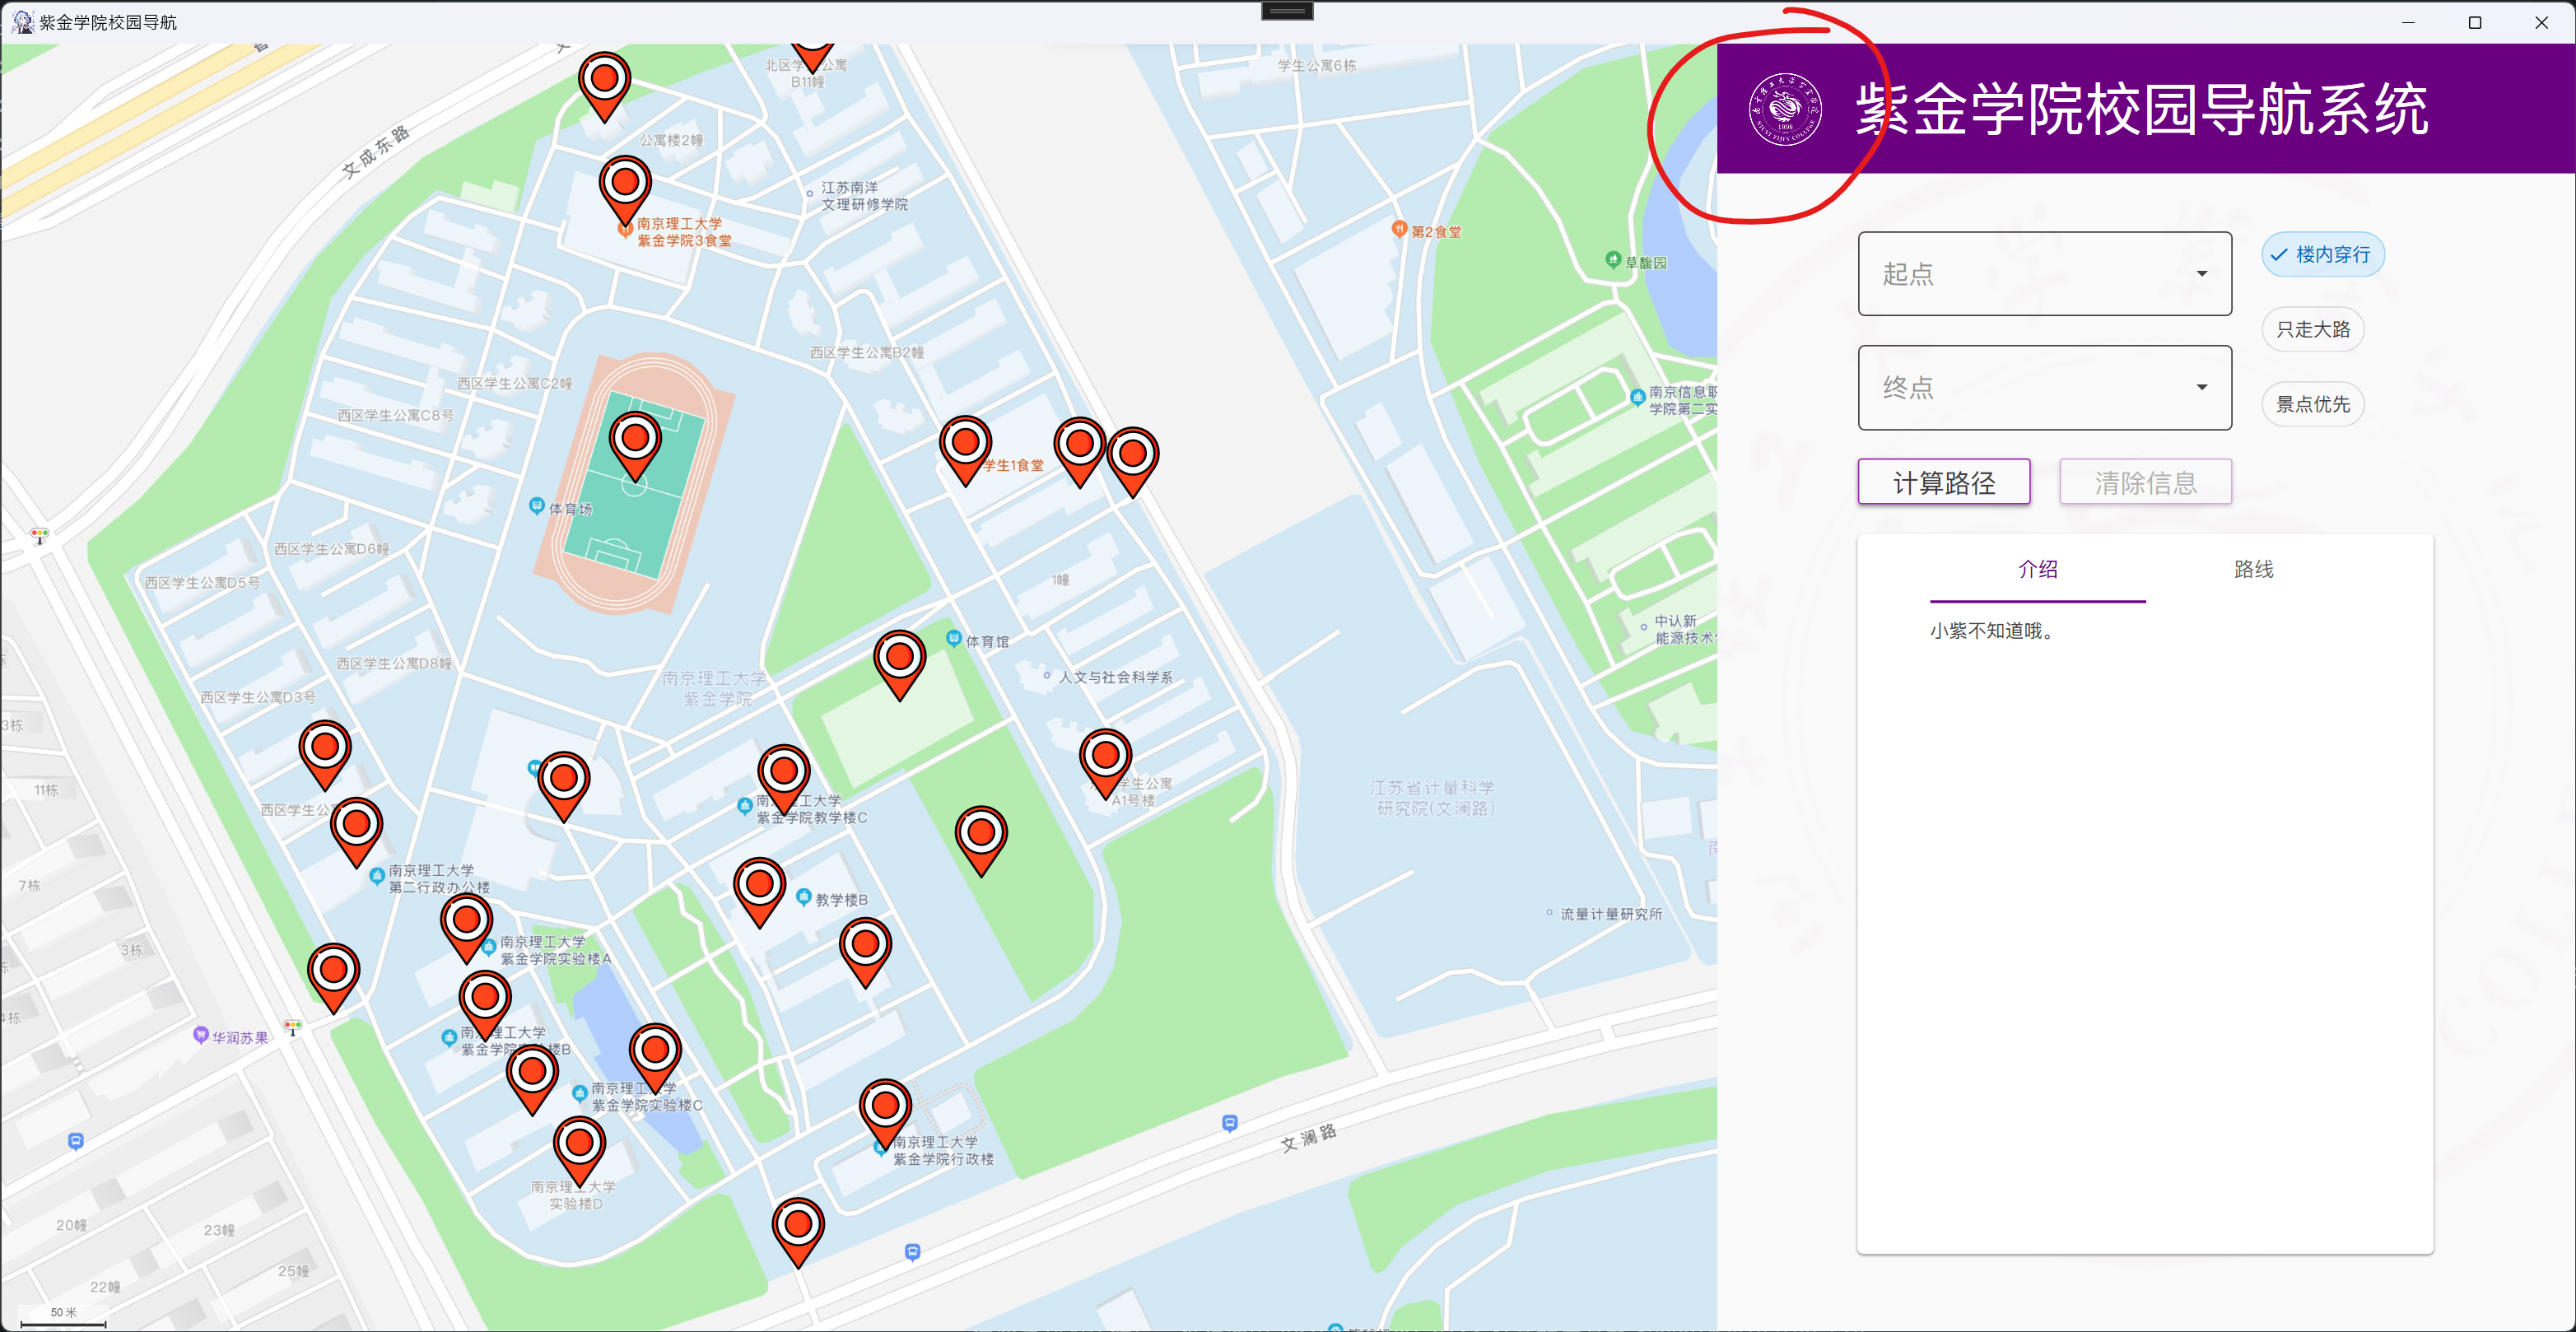 紫金学院校园导航
北区学生公寓
B11幢
学生公寓6栋
文成东路
公寓楼2幢
江苏南洋
文理研修学院
南京理工大学
紫金学院3食堂
第2食堂
草馥园
西区学生公寓B2幢
西区学生公寓C2幢
西区学生公寓C8号
学生1食堂
体育场
西区学生公寓D6幢
西区学生公寓D5号
1幢
体育馆
人文与社会科学系
西区学生公寓D8幢
南京理工大学
紫金学院
西区学生公寓D3号
南京信息职
学院第二实
中认新
能源技术
3栋
11栋
7栋
3栋
4栋
西区学生公
学生公寓
A1号楼
江苏省计量科学
研究院(文澜路)
流量计量研究所
南京理工大学
紫金学院教学楼C
南京理工大学
第二行政办公楼
教学楼B
南京理工大学
紫金学院实验楼A
华润苏果
南京理工大学
紫金学院实验楼B
南京理工大学
紫金学院实验楼C
南京理工大学
紫金学院行政楼
南京理工大学
实验楼D
文澜路
20幢
23幢
25幢
22幢
50 米
紫金学院校园导航系统
1999
起点
楼内穿行
只走大路
终点
景点优先
计算路径
清除信息
介绍
路线
小紫不知道哦。